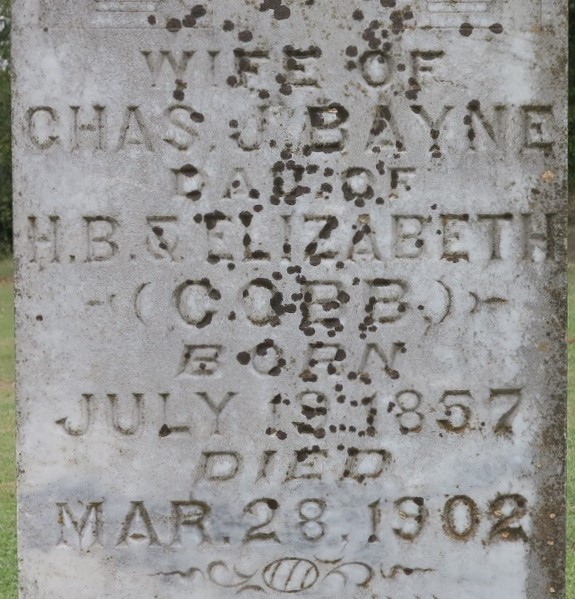 WIFE OF
CHAS. J. BAYNE
DAU. OF
H.B. & ELIZABETH
(COBB)
BORN
JULY 1857
DIED
MAR. 28, 1902